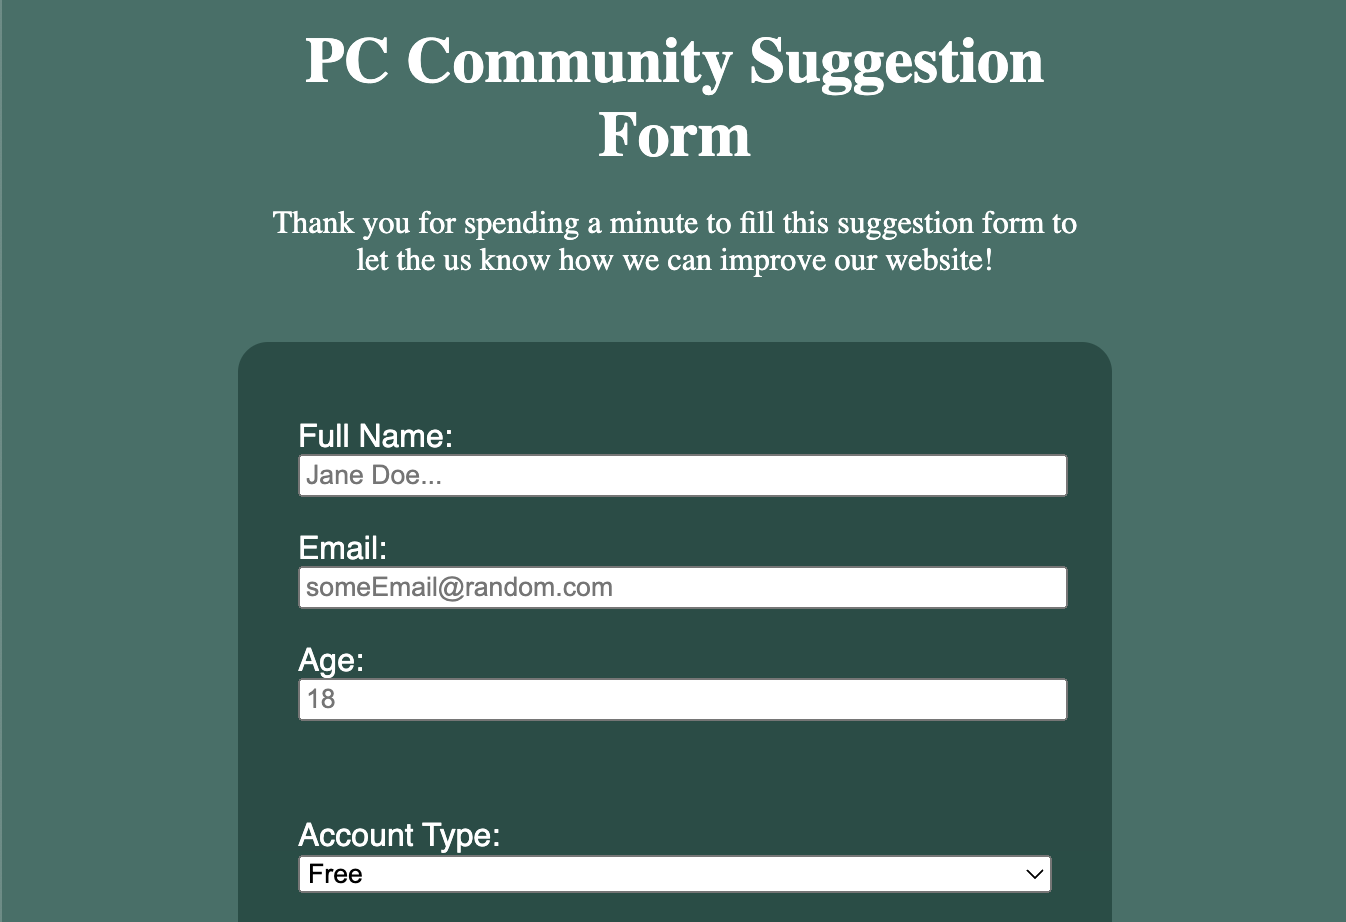 PC Community Suggestion
Form
Thank you for spending a minute to fill this suggestion form to
let the us know how we can improve our website!
Full Name:
Jane Doe...
Email:
someEmail@random.com
Age:
18
Account Type:
Free